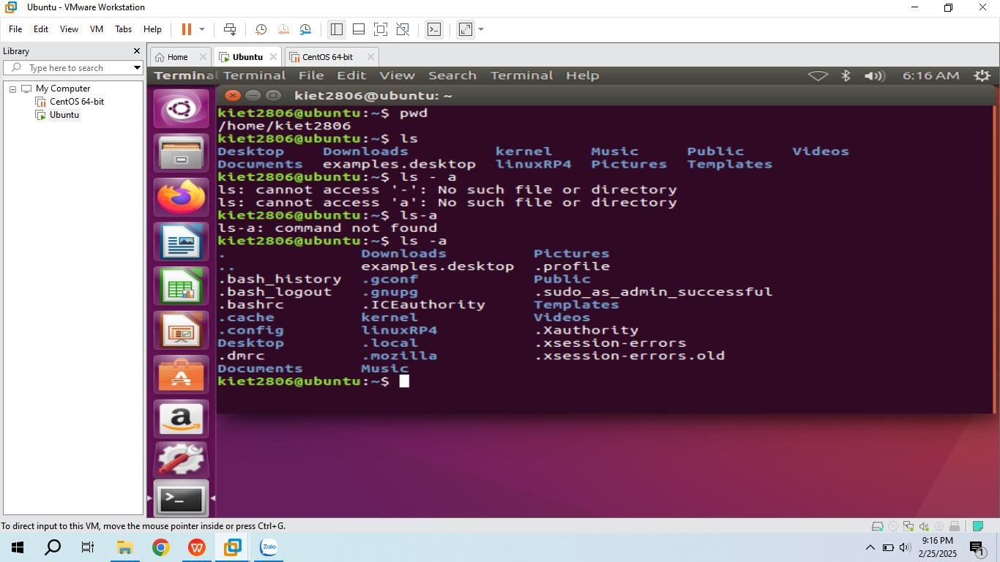 Ubuntu - VMware Workstation
File Edit View VM Tabs Help
Library
Type here to search
Home Ubuntu CentOS 64-bit
My Computer
CentOS 64-bit
Ubuntu
Terminal Terminal File Edit View Search Terminal Help 6:16 AM
kiet2806@ubuntu: ~
kiet2806@ubuntu:~$ pwd
/home/kiet2806
kiet2806@ubuntu:~$ ls
Desktop Downloads kernel Music Public Videos
Documents examples.desktop linuxRP4 Pictures Templates
kiet2806@ubuntu:~$ ls - a
ls: cannot access '-': No such file or directory
ls: cannot access 'a': No such file or directory
kiet2806@ubuntu:~$ ls-a
ls-a: command not found
kiet2806@ubuntu:~$ ls -a
. Downloads Pictures
.. examples.desktop .profile
.bash_history .gconf Public
.bash_logout .gnupg .sudo_as_admin_successful
.bashrc .ICEauthority Templates
.cache kernel Videos
.config linuxRP4 .Xauthority
Desktop .local .xsession-errors
.dmrc .mozilla .xsession-errors.old
Documents Music
kiet2806@ubuntu:~$
To direct input to this VM, move the mouse pointer inside or press Ctrl+G.
Zalo
9:16 PM
2/25/2025
1